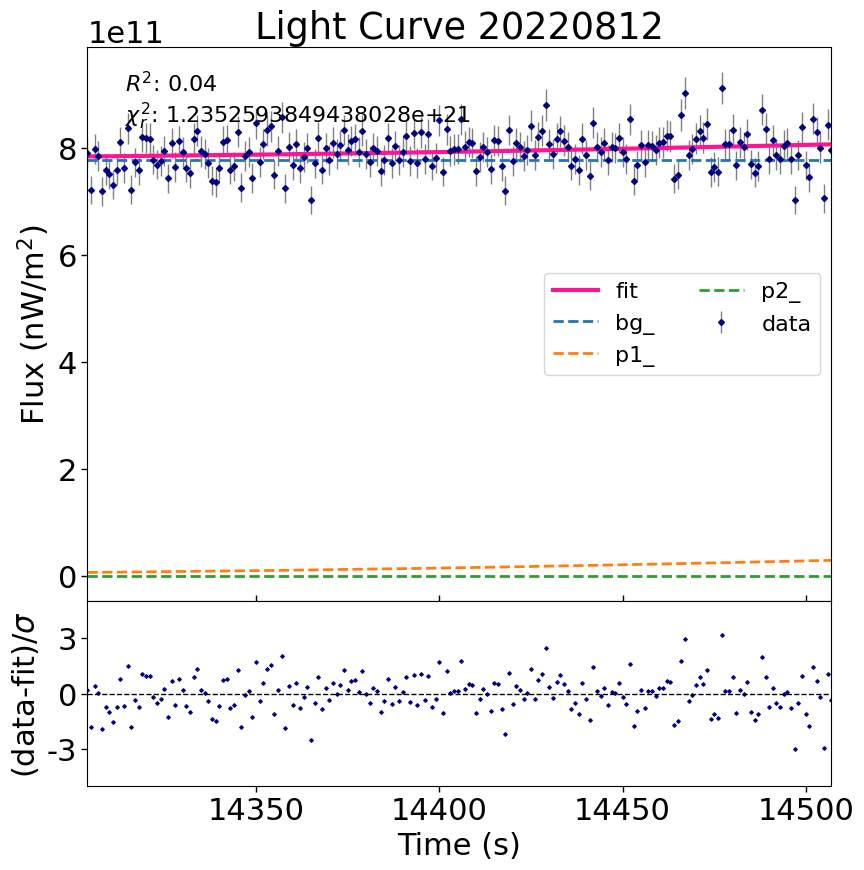 Light Curve 20220812
1e11
R²: 0.04
χ²ᵣ: 1.2352593849438028e+21
8
6
4
2
0
Flux (nW/m²)
fit
bg_
p1_
p2_
data
3
0
-3
(data-fit)/σ
14350 14400 14450 14500
Time (s)